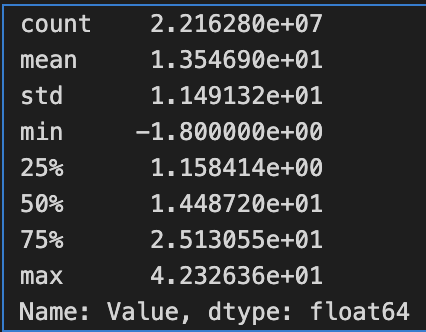 count    2.216280e+07
mean     1.354690e+01
std      1.149132e+01
min     -1.800000e+00
25%      1.158414e+00
50%      1.448720e+01
75%      2.513055e+01
max      4.232636e+01
Name: Value, dtype: float64